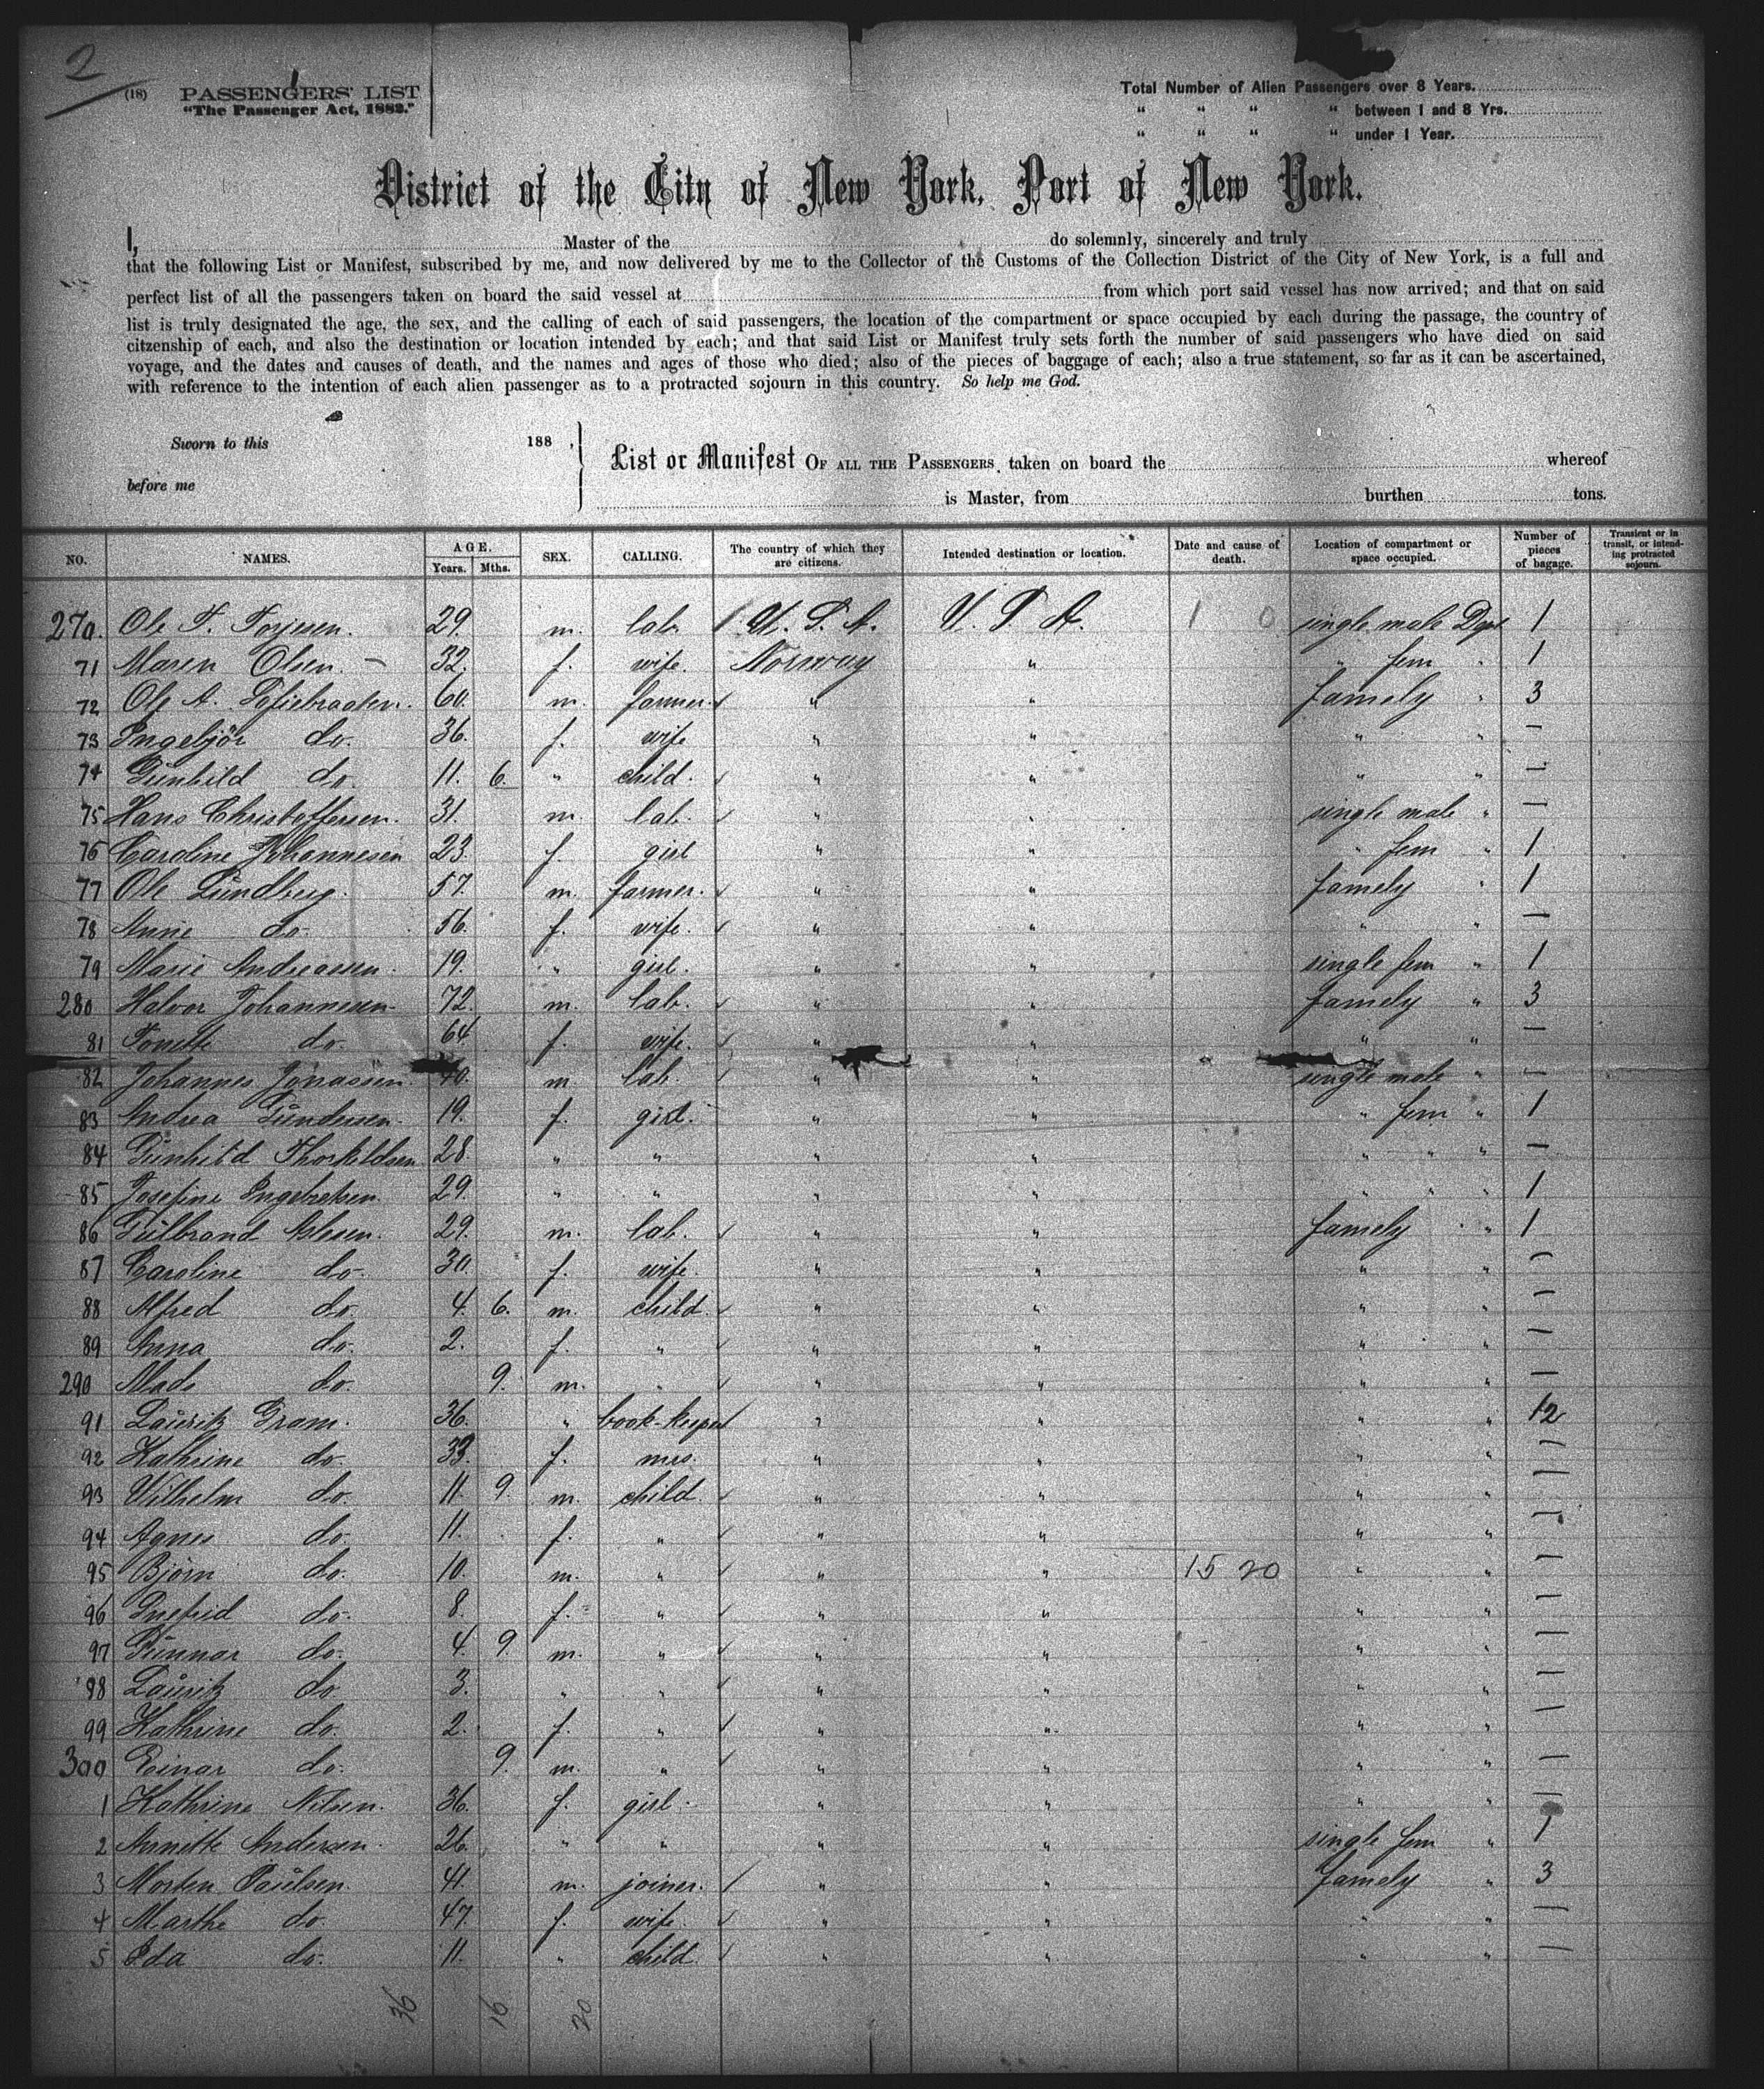 2
(18) PASSENGERS' LIST
"The Passenger Act, 1882."
Total Number of Alien Passengers over 8 Years.
" " " " between 1 and 8 Yrs.
" " " " under 1 Year.
District of the City of New York, Port of New York.
I, Master of the do solemnly, sincerely and truly
that the following List or Manifest, subscribed by me, and now delivered by me to the Collector of the Customs of the Collection District of the City of New York, is a full and
perfect list of all the passengers taken on board the said vessel at from which port said vessel has now arrived; and that on said
list is truly designated the age, the sex, and the calling of each of said passengers, the location of the compartment or space occupied by each during the passage, the country of
citzenship of each, and also the destination or location intended by each; and that said List or Manifest truly sets forth the number of said passengers who have died on said
voyage, and the dates and causes of death, and the names and ages of those who died; also of the pieces of baggage of each; also a true statement, so far as it can be ascertained,
with reference to the intention of each alien passenger as to a protracted sojourn in this country. So help me God.
Sworn to this 188 ,
before me
List or Manifest OF ALL THE PASSENGERS, taken on board the whereof
is Master, from burthen tons.
NO. NAMES. AGE. Years. Mths. SEX. CALLING. The country of which they are citizens. Intended destination or location. Date and cause of death. Location of compartment or space occupied. Number of pieces of bagage. Transient or in transit, or intending protracted sojourn.
270. Ole T. Torjesen. 29. m. lab. U. S. A. U. S. A. 1 0 single male Dept 1
71 Maren Olsen. — 32. f. wife. Norway " " fem " 1
72 Ole A. 60. m. farmer. " " famely " 3
73 Ingebjör do. 36. f. wife " " " " —
74 Gunhild do. 11. 6. " child. " " " " —
75 Hans Christoffersen. 31. m. lab. " " single male " —
76 Caroline Johannesen 23. f. girl " " " fem " 1
77 Ole Lundberg. 57. m. farmer. " " famely " 1
78 Anne do. 56. f. wife. " " " " —
79 Marie Andreassen. 19. " girl. " " single fem " 1
280 Halvor Johannesen 72. m. lab. " " famely " 3
81 Tonette do. 64 f. wife. " " " " —
82 Johannes Jonassen. m. lab. " " single male " —
83 Andrea Gundersen. 19. f. girl. " " " fem " 1
84 Gunhild Thorkildsen 28 " " " " " " " —
85 Josefine Engebretsen. 29. " " " " " " " 1
86 Gulbrand Aslesen. 29. m. lab. " " famely " 1
87 Caroline do. 30. f. wife. " " " " —
88 Alfred do. 4. 6. m. child. " " " " —
89 Anna do. 2. f. " " " " " —
290 Mads do. 9. m. " " " " " —
91 Lauritz Gram. 36. " book-keeper " " " " 12
92 Kathrine do. 33. f. mrs. " " " " —
93 Wilhelm do. 11. 9. m. child. " " " " —
94 Agnes do. 11. f. " " " " " —
95 Bjørn do. 10. m. " " " 15 20 " " —
96 Ingfrid do. 8. f. " " " " " —
97 Gunnar do. 4. 9. m. " " " " " —
98 Lauritz do 3. " " " " " " —
99 Kathrine do. 2. f. " " " " " —
300 Einar do. 9. m. " " " " " —
1 Kathrine Nilsen. 36. f. girl. " " " " —
2 Annette Andersen. 26. " " " " single fem " 1
3 Morten Paulsen. 41. m. joiner. " " famely " 3
4 Marthe do. 47. f. wife. " " " " —
5 Ida do. 11. " child. " " " " —
36 16 20